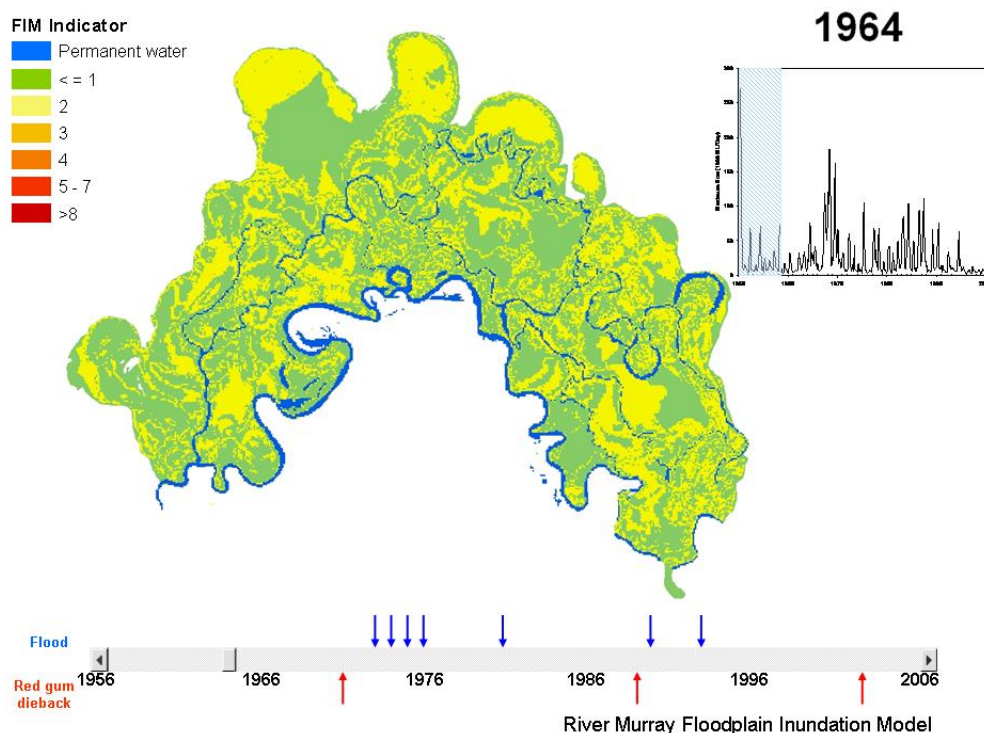 FIM Indicator
Permanent water
< = 1
2
3
4
5 - 7
>8
1964
Flood
1956
1966
1976
1986
1996
2006
Red gum
dieback
River Murray Floodplain Inundation Model